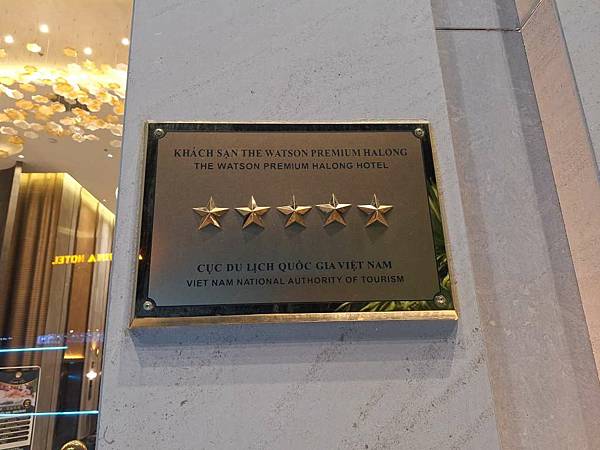 KHÁCH SẠN THE WATSON PREMIUM HALONG
THE WATSON PREMIUM HALONG HOTEL
CỤC DU LỊCH QUỐC GIA VIỆT NAM
VIET NAM NATIONAL AUTHORITY OF TOURISM
HOTEL